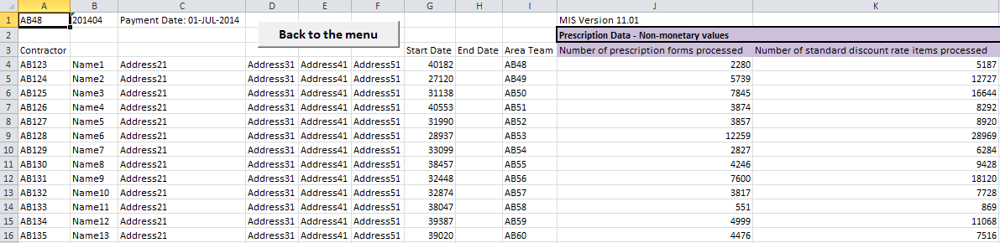 A B C D E F G H I J K
1 AB48 201404 Payment Date: 01-JUL-2014 Back to the menu MIS Version 11.01
2 Prescription Data - Non-monetary values
3 Contractor Start Date End Date Area Team Number of prescription forms processed Number of standard discount rate items processed
4 AB123 Name1 Address21 Address31 Address41 Address51 40182 AB48 2280 5187
5 AB124 Name2 Address21 Address31 Address41 Address51 27120 AB49 5739 12727
6 AB125 Name3 Address21 Address31 Address41 Address51 31138 AB50 7845 16644
7 AB126 Name4 Address21 Address31 Address41 Address51 40553 AB51 3874 8292
8 AB127 Name5 Address21 Address31 Address41 Address51 31990 AB52 3857 8920
9 AB128 Name6 Address21 Address31 Address41 Address51 28937 AB53 12259 28969
10 AB129 Name7 Address21 Address31 Address41 Address51 33099 AB54 2827 6284
11 AB130 Name8 Address21 Address31 Address41 Address51 38457 AB55 4246 9428
12 AB131 Name9 Address21 Address31 Address41 Address51 32448 AB56 7600 18120
13 AB132 Name10 Address21 Address31 Address41 Address51 32874 AB57 3817 7728
14 AB133 Name11 Address21 Address31 Address41 Address51 38047 AB58 551 869
15 AB134 Name12 Address21 Address31 Address41 Address51 39387 AB59 4999 11068
16 AB135 Name13 Address21 Address31 Address41 Address51 39020 AB60 4476 7516